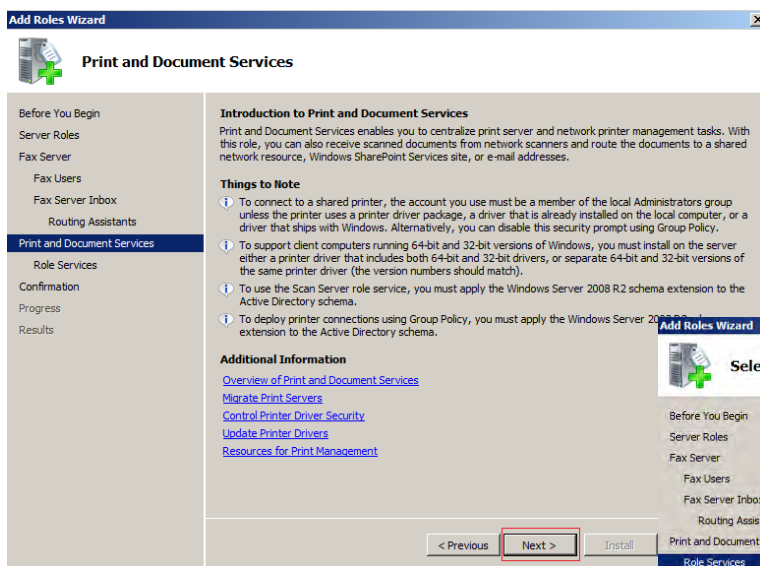 Add Roles Wizard
Print and Document Services
Before You Begin
Server Roles
Fax Server
Fax Users
Fax Server Inbox
Routing Assistants
Print and Document Services
Role Services
Confirmation
Progress
Results
Introduction to Print and Document Services
Print and Document Services enables you to centralize print server and network printer management tasks. With
this role, you can also receive scanned documents from network scanners and route the documents to a shared
network resource, Windows SharePoint Services site, or e-mail addresses.
Things to Note
To connect to a shared printer, the account you use must be a member of the local Administrators group
unless the printer uses a printer driver package, a driver that is already installed on the local computer, or a
driver that ships with Windows. Alternatively, you can disable this security prompt using Group Policy.
To support client computers running 64-bit and 32-bit versions of Windows, you must install on the server
either a printer driver that includes both 64-bit and 32-bit drivers, or separate 64-bit and 32-bit versions of
the same printer driver (the version numbers should match).
To use the Scan Server role service, you must apply the Windows Server 2008 R2 schema extension to the
Active Directory schema.
To deploy printer connections using Group Policy, you must apply the Windows Server
extension to the Active Directory schema.
Additional Information
Overview of Print and Document Services
Migrate Print Servers
Control Printer Driver Security
Update Printer Drivers
Resources for Print Management
< Previous
Next >
Install
Add Roles Wizard
Sele
Before You Begin
Server Roles
Fax Server
Fax Users
Fax Server Inbo
Routing Assis
Print and Document
Role Services